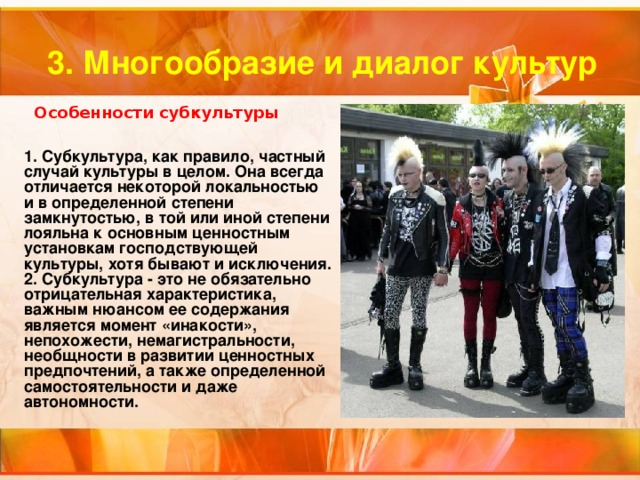 3. Многообразие и диалог культур
Особенности субкультуры
1. Субкультура, как правило, частный
случай культуры в целом. Она всегда
отличается некоторой локальностью
и в определенной степени
замкнутостью, в той или иной степени
лояльна к основным ценностным
установкам господствующей
культуры, хотя бывают и исключения.
2. Субкультура - это не обязательно
отрицательная характеристика,
важным нюансом ее содержания
является момент «инакости»,
непохожести, немагистральности,
необщности в развитии ценностных
предпочтений, а также определенной
самостоятельности и даже
автономности.